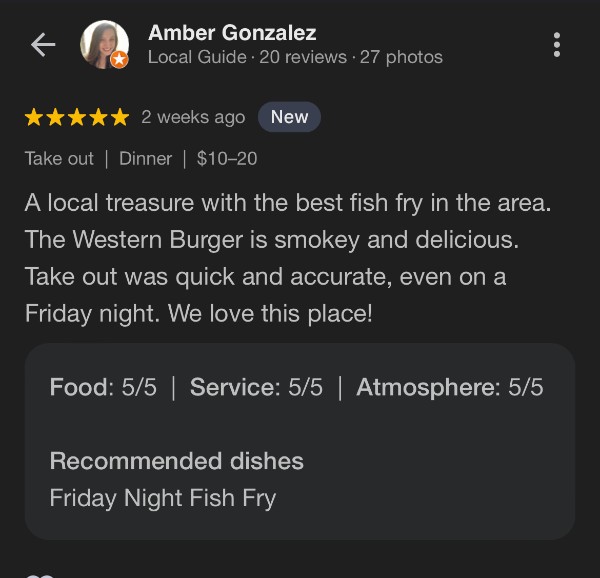 Amber Gonzalez
Local Guide · 20 reviews · 27 photos
2 weeks ago New
Take out | Dinner | $10–20
A local treasure with the best fish fry in the area.
The Western Burger is smokey and delicious.
Take out was quick and accurate, even on a
Friday night. We love this place!
Food: 5/5 | Service: 5/5 | Atmosphere: 5/5
Recommended dishes
Friday Night Fish Fry